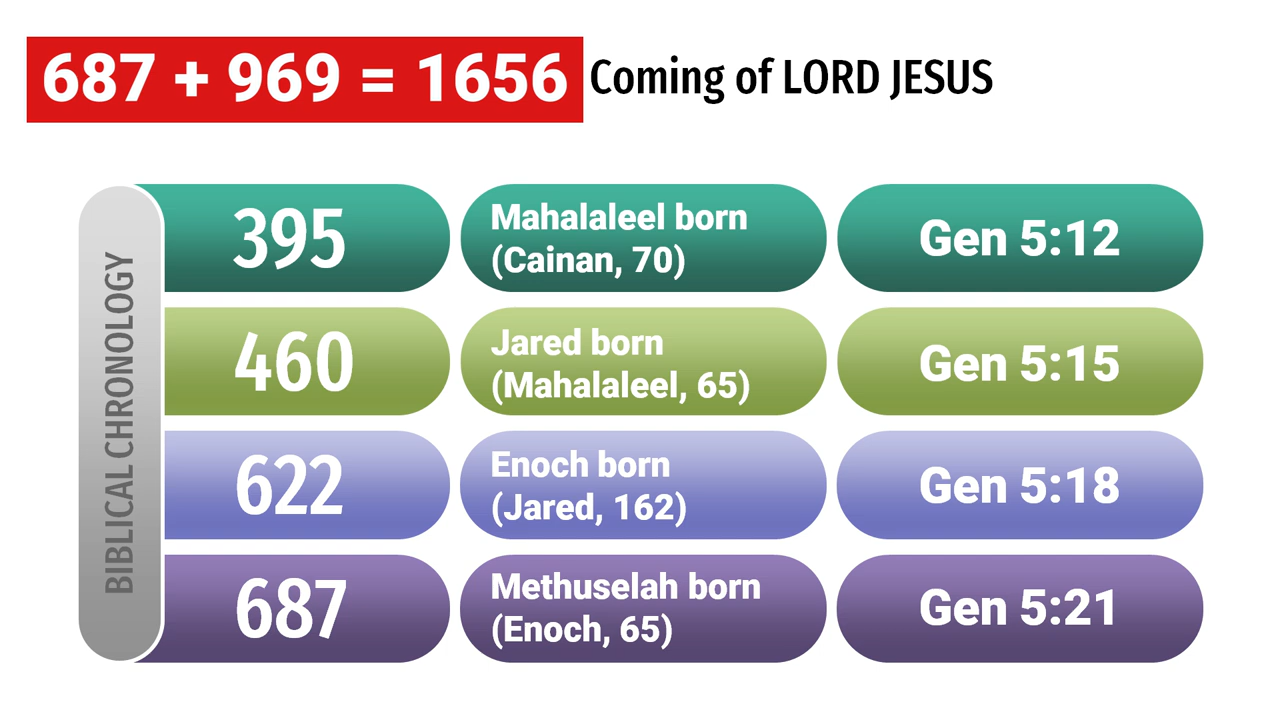 687 + 969 = 1656 Coming of LORD JESUS
BIBLICAL CHRONOLOGY
395
Mahalaleel born
(Cainan, 70)
Gen 5:12
460
Jared born
(Mahalaleel, 65)
Gen 5:15
622
Enoch born
(Jared, 162)
Gen 5:18
687
Methuselah born
(Enoch, 65)
Gen 5:21